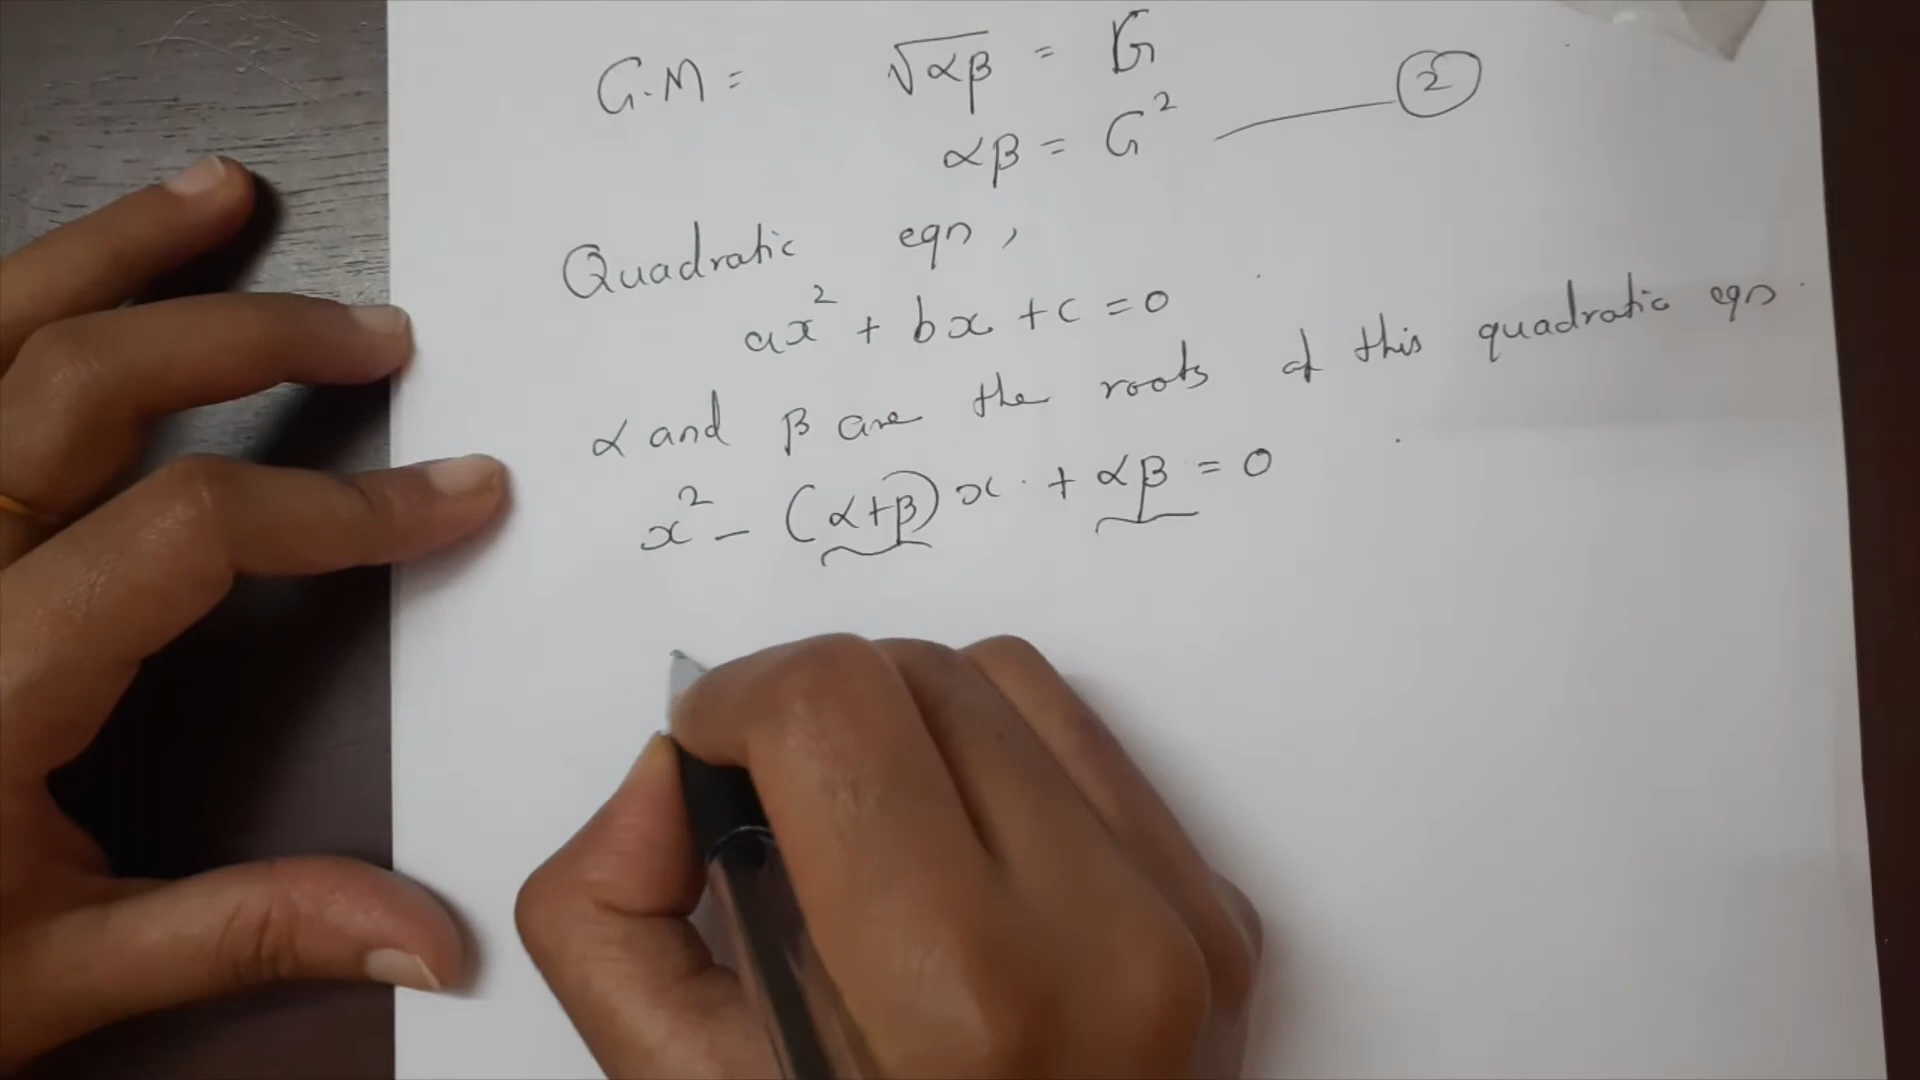 G.M = √αβ = G
αβ = G² —— ②
Quadratic eqn,
ax² + bx + c = 0
α and β are the roots of this quadratic eqn.
x² - (α+β)x + αβ = 0